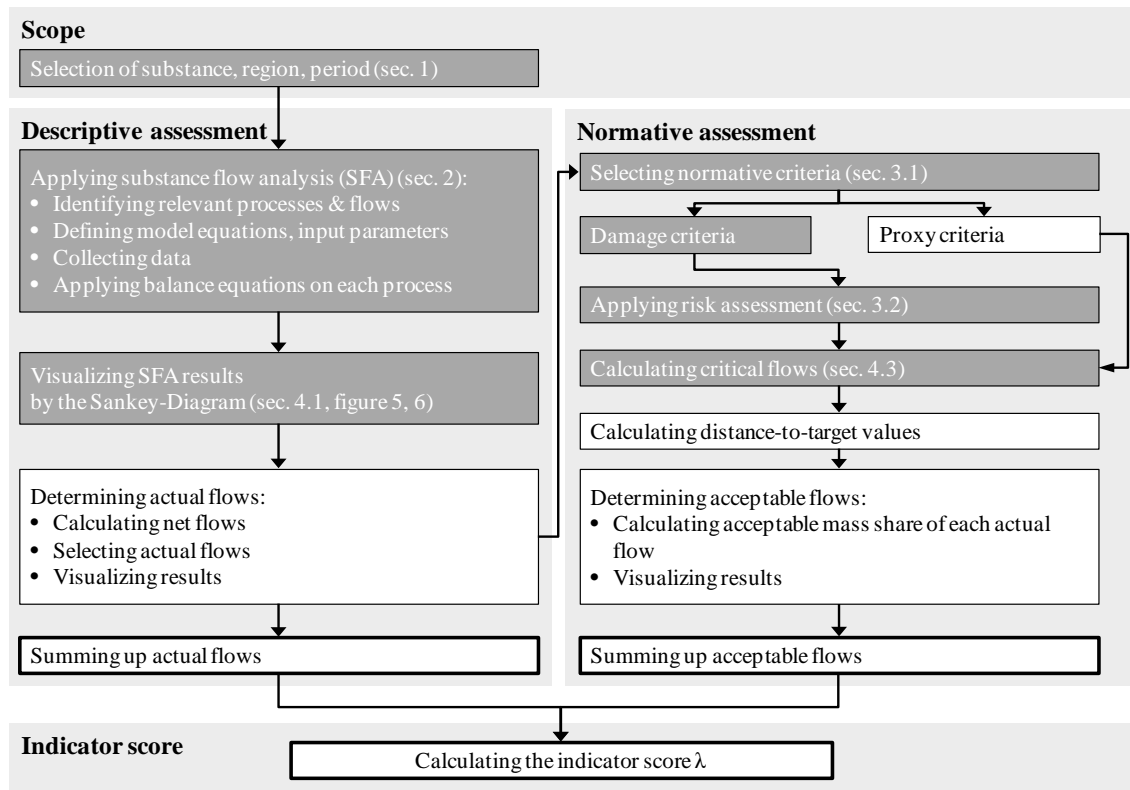 Scope
Selection of substance, region, period (sec. 1)
Descriptive assessment
Applying substance flow analysis (SFA) (sec. 2):
• Identifying relevant processes & flows
• Defining model equations, input parameters
• Collecting data
• Applying balance equations on each process
Visualizing SFA results
by the Sankey-Diagram (sec. 4.1, figure 5, 6)
Determining actual flows:
• Calculating net flows
• Selecting actual flows
• Visualizing results
Summing up actual flows
Normative assessment
Selecting normative criteria (sec. 3.1)
Damage criteria
Proxy criteria
Applying risk assessment (sec. 3.2)
Calculating critical flows (sec. 4.3)
Calculating distance-to-target values
Determining acceptable flows:
• Calculating acceptable mass share of each actual
flow
• Visualizing results
Summing up acceptable flows
Indicator score
Calculating the indicator score λ